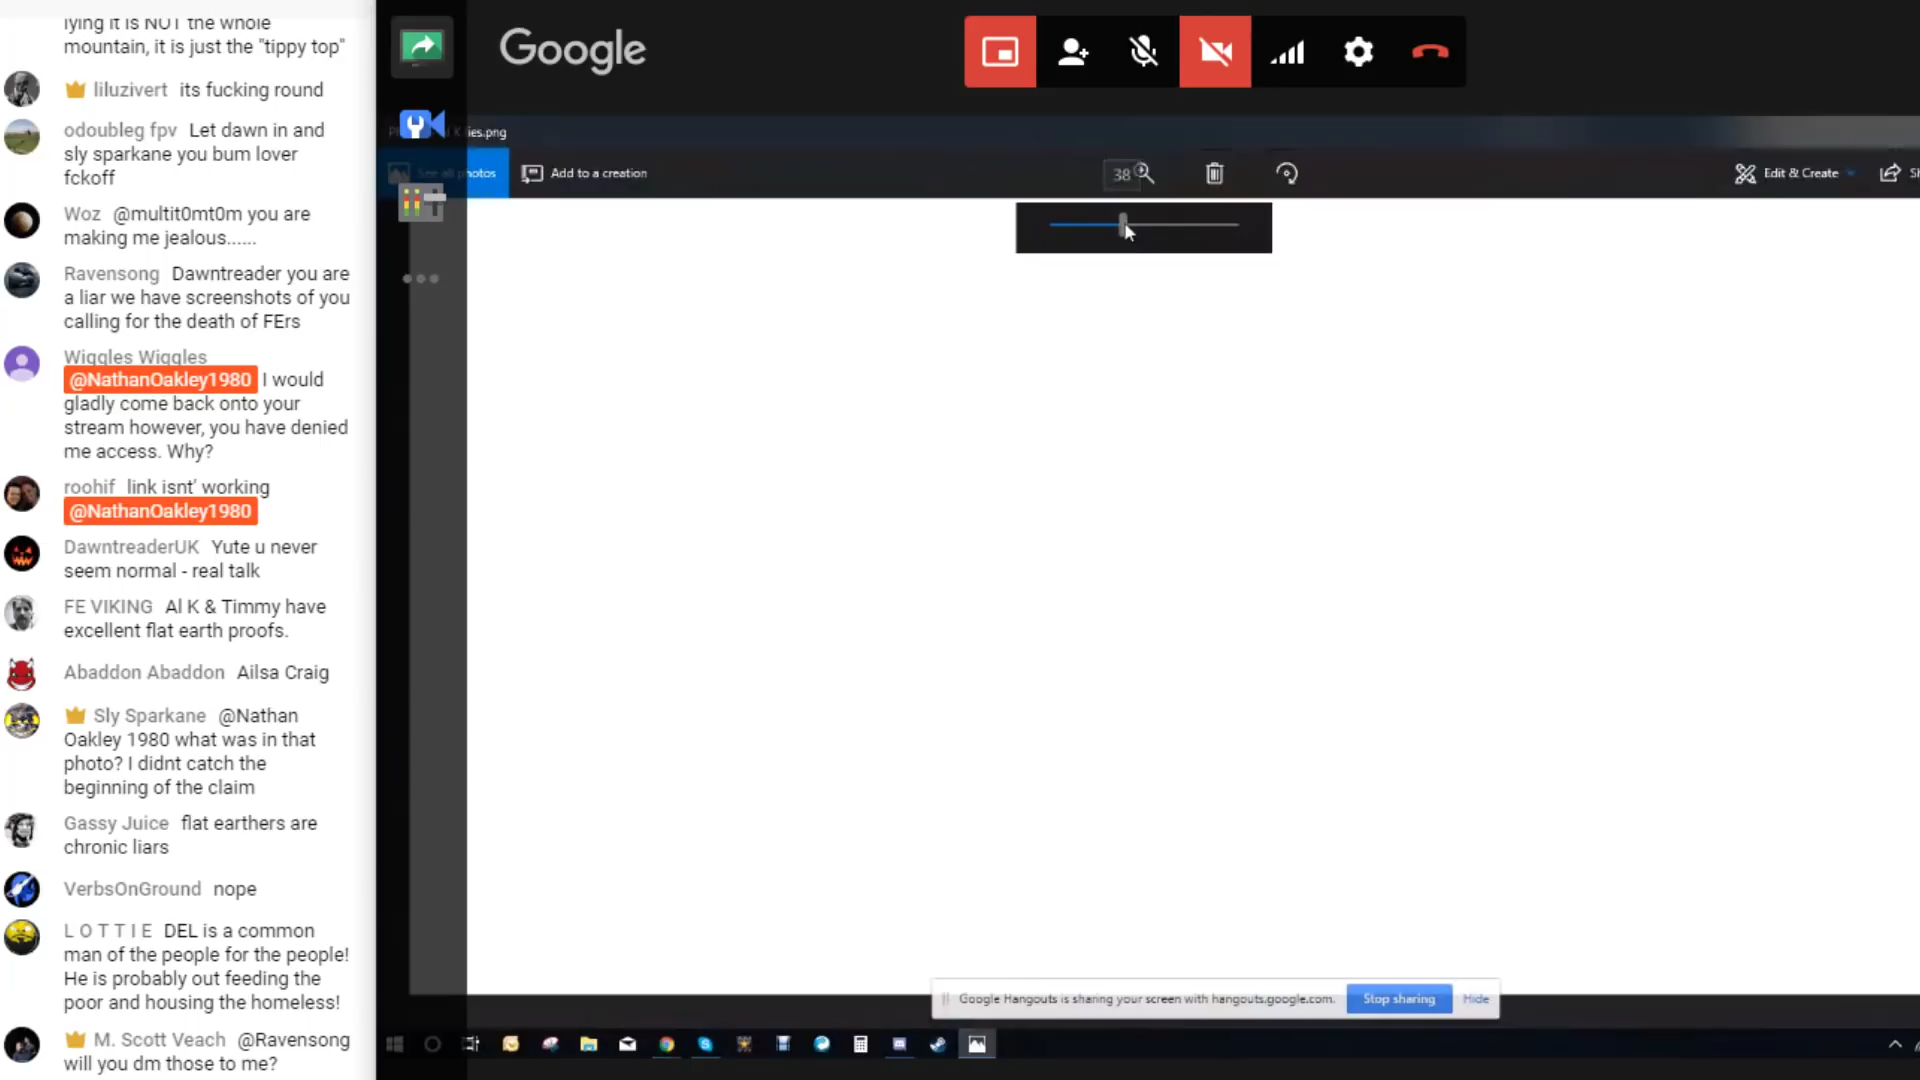 lying it is NOT the whole
mountain, it is just the "tippy top"
liluzivert its fucking round
odoubleg fpv Let dawn in and
sly sparkane you bum lover
fckoff
Woz @multit0mt0m you are
making me jealous......
Ravensong Dawntreader you are
a liar we have screenshots of you
calling for the death of FErs
Wiggles Wiggles
@NathanOakley1980 I would
gladly come back onto your
stream however, you have denied
me access. Why?
roohif link isnt' working
@NathanOakley1980
DawntreaderUK Yute u never
seem normal - real talk
FE VIKING Al K & Timmy have
excellent flat earth proofs.
Abaddon Abaddon Ailsa Craig
Sly Sparkane @Nathan
Oakley 1980 what was in that
photo? I didnt catch the
beginning of the claim
Gassy Juice flat earthers are
chronic liars
VerbsOnGround nope
L O T T I E DEL is a common
man of the people for the people!
He is probably out feeding the
poor and housing the homeless!
M. Scott Veach @Ravensong
will you dm those to me?
Google
ies.png
See all photos
Add to a creation
38
Edit & Create
Sh
Google Hangouts is sharing your screen with hangouts.google.com.
Stop sharing
Hide